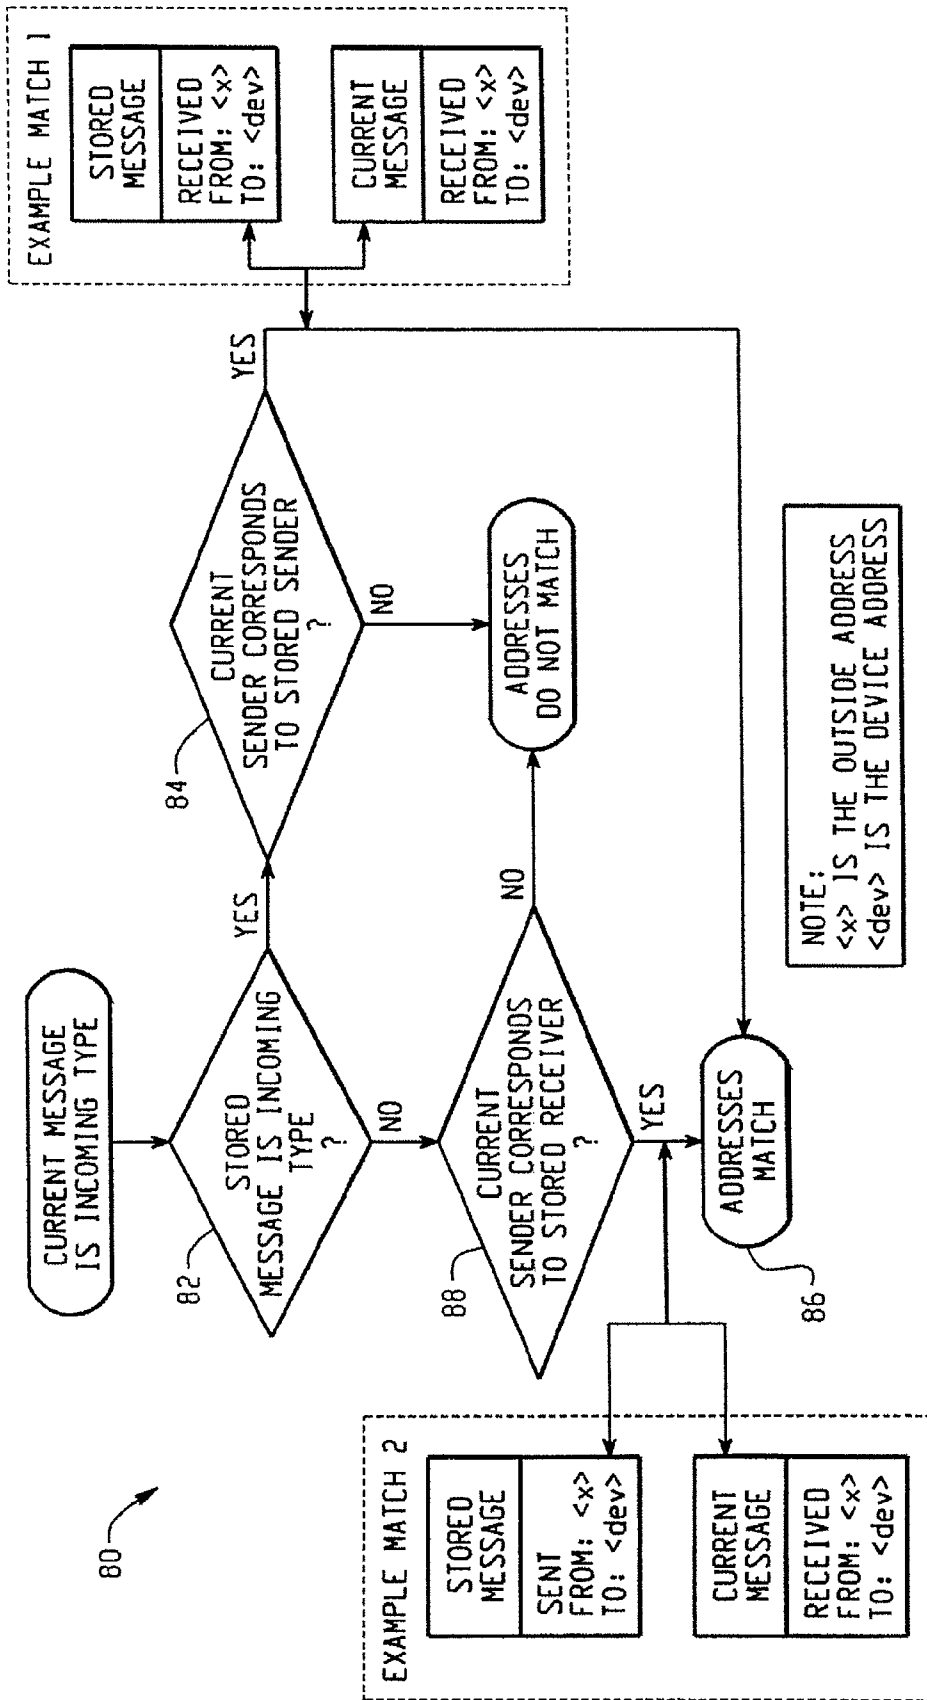 80
CURRENT MESSAGE
IS INCOMING TYPE
82
STORED
MESSAGE IS INCOMING
TYPE
?
YES
NO
84
CURRENT
SENDER CORRESPONDS
TO STORED SENDER
?
YES
NO
EXAMPLE MATCH 1
STORED
MESSAGE
RECEIVED
FROM: <x>
TO: <dev>
CURRENT
MESSAGE
RECEIVED
FROM: <x>
TO: <dev>
88
CURRENT
SENDER CORRESPONDS
TO STORED RECEIVER
?
NO
YES
ADDRESSES
DO NOT MATCH
EXAMPLE MATCH 2
STORED
MESSAGE
SENT
FROM: <x>
TO: <dev>
CURRENT
MESSAGE
RECEIVED
FROM: <x>
TO: <dev>
86
ADDRESSES
MATCH
NOTE:
<x> IS THE OUTSIDE ADDRESS
<dev> IS THE DEVICE ADDRESS